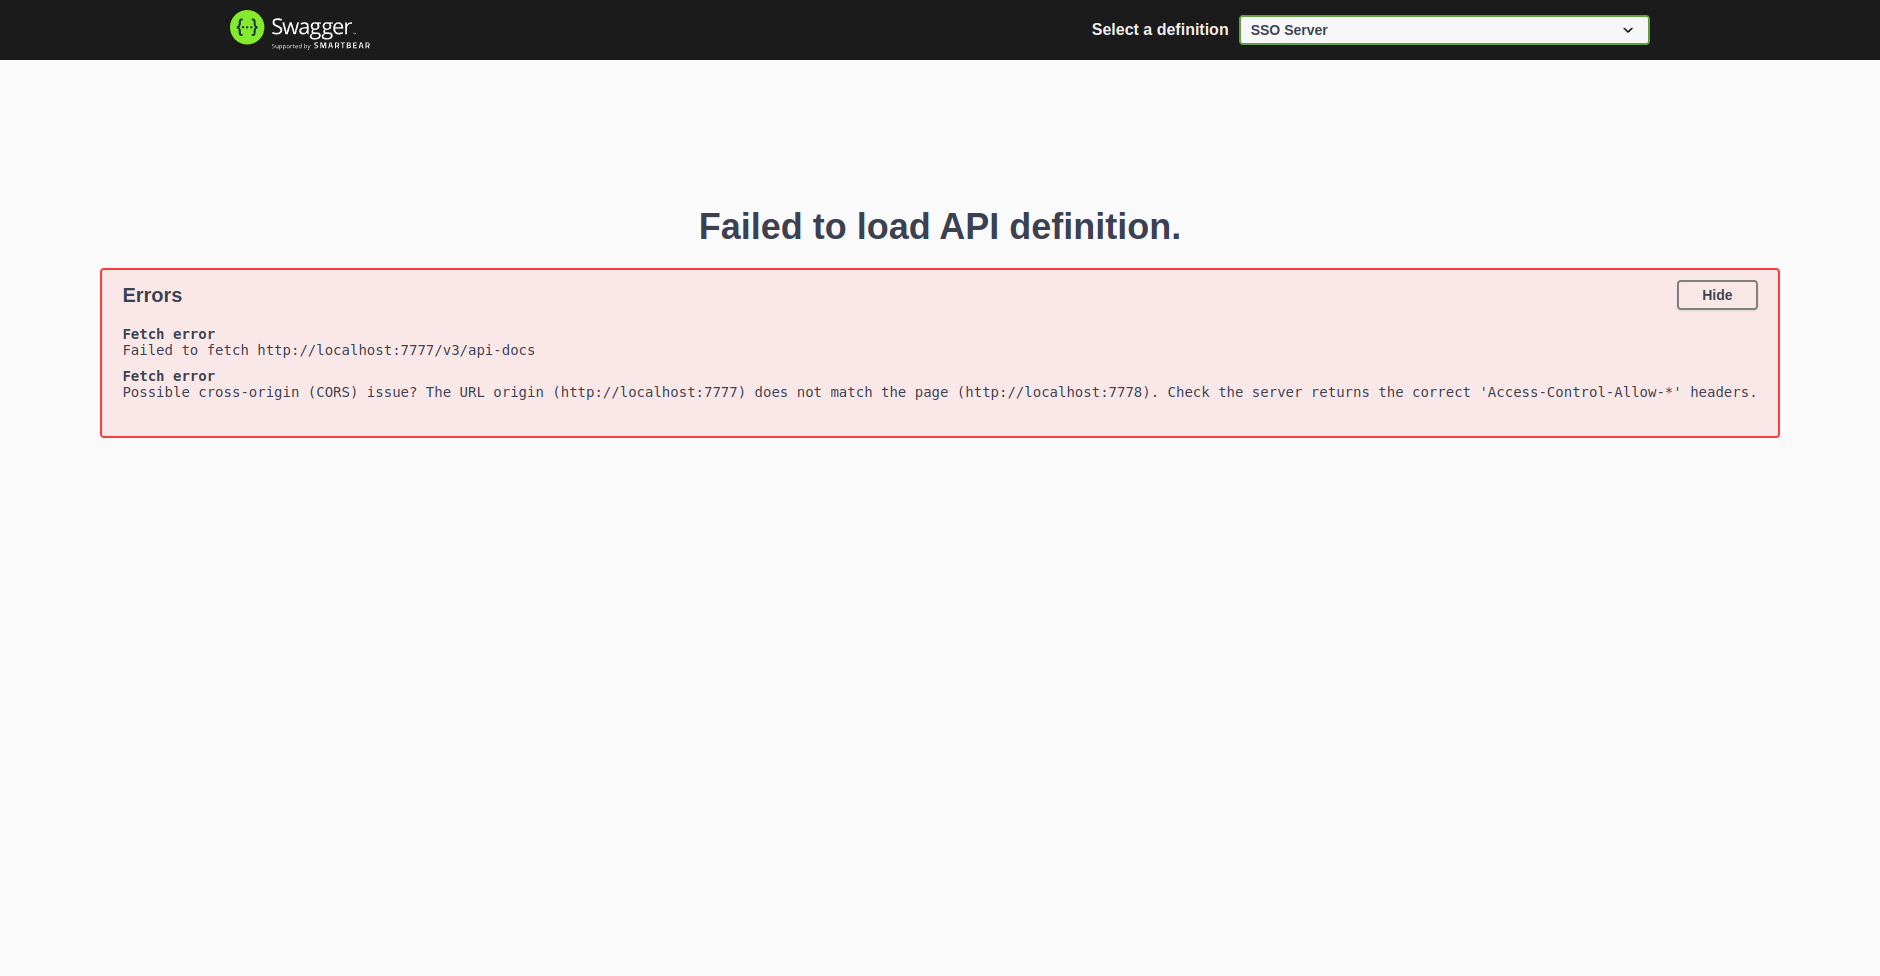 {···} Swagger
Supported by SMARTBEAR
Select a definition
SSO Server
Failed to load API definition.
Errors
Hide
Fetch error
Failed to fetch http://localhost:7777/v3/api-docs
Fetch error
Possible cross-origin (CORS) issue? The URL origin (http://localhost:7777) does not match the page (http://localhost:7778). Check the server returns the correct 'Access-Control-Allow-*' headers.